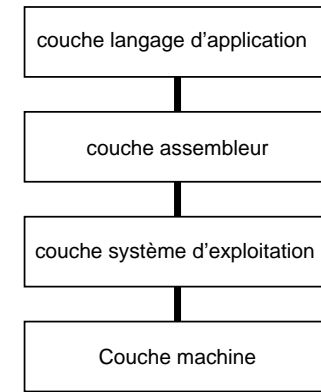 couche langage d'application
couche assembleur
couche système d'exploitation
Couche machine